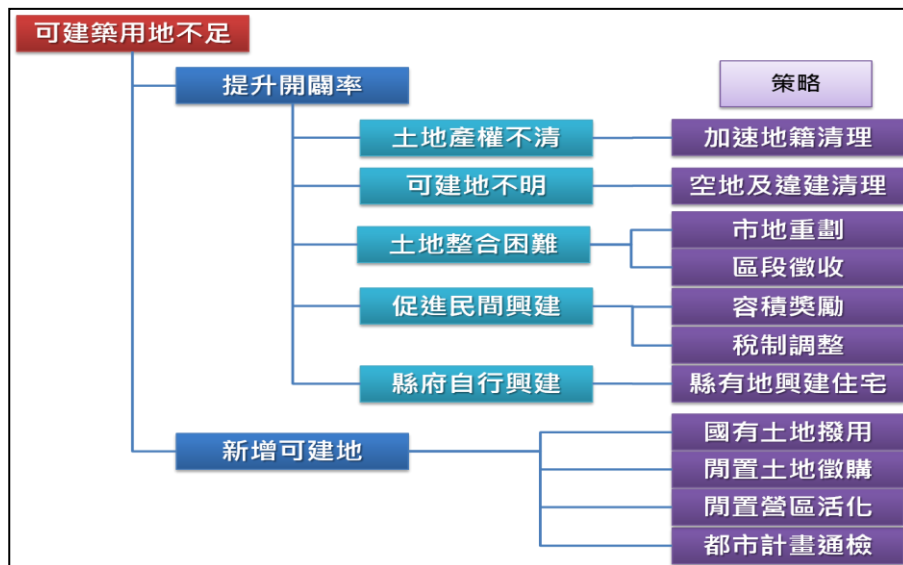 可建築用地不足
提升開闢率
策略
土地產權不清
加速地籍清理
可建地不明
空地及違建清理
土地整合困難
市地重劃
區段徵收
促進民間興建
容積獎勵
稅制調整
縣府自行興建
縣有地興建住宅
新增可建地
國有土地撥用
閒置土地徵購
閒置營區活化
都市計畫通檢